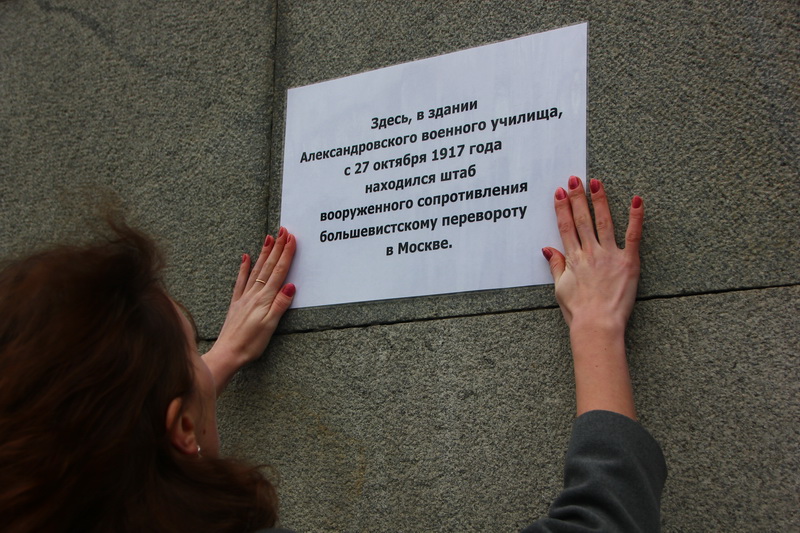 Здесь, в здании
Александровского военного училища,
с 27 октября 1917 года
находился штаб
вооруженного сопротивления
большевистскому перевороту
в Москве.